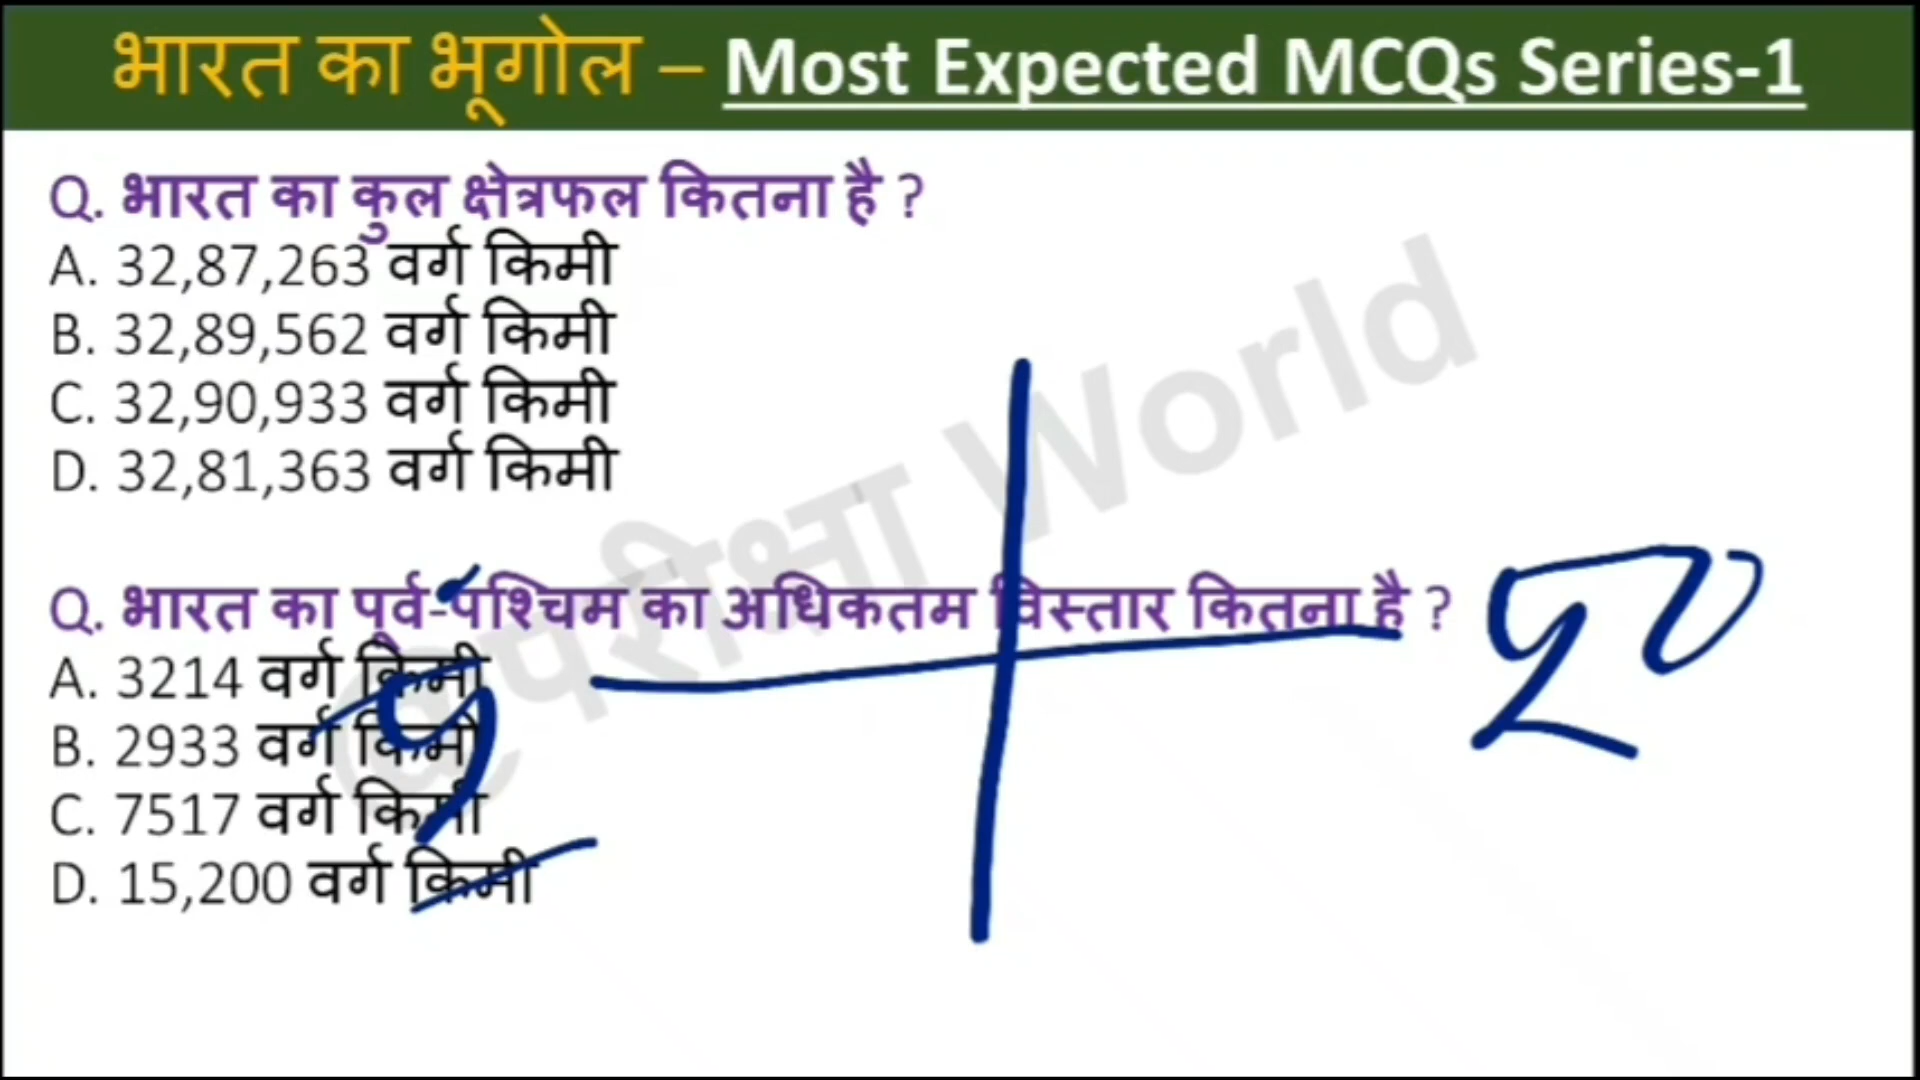 भारत का भूगोल – Most Expected MCQs Series-1
Q. भारत का कुल क्षेत्रफल कितना है ?
A. 32,87,263 वर्ग किमी
B. 32,89,562 वर्ग किमी
C. 32,90,933 वर्ग किमी
D. 32,81,363 वर्ग किमी
Q. भारत का पूर्व-पश्चिम का अधिकतम विस्तार कितना है ?
A. 3214 वर्ग किमी
B. 2933 वर्ग किमी
C. 7517 वर्ग किमी
D. 15,200 वर्ग किमी
@परीक्षा World